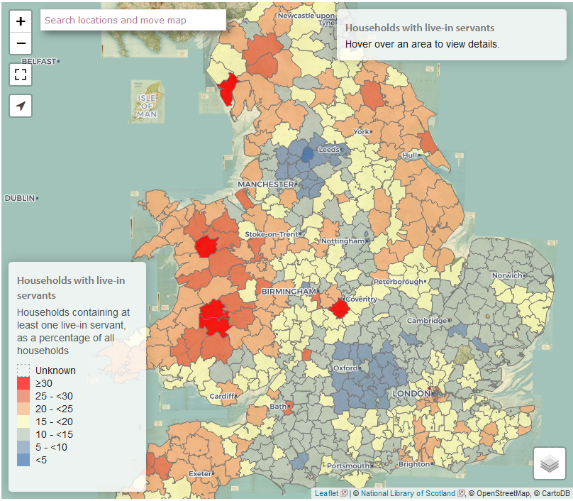 +
−
Search locations and move map
Households with live-in servants
Hover over an area to view details.
Newcastle upon
Tyne
BELFAST
ISLE
OF
MAN
York
Leeds
Hull
MANCHESTER
DUBLIN
Stoke-on-Trent
Nottingham
Norwich
Peterborough
BIRMINGHAM
Coventry
Cambridge
Oxford
LONDON
Cardiff
Bath
Portsmouth
Brighton
Exeter
Households with live-in
servants
Households containing
at least one live-in servant,
as a percentage of all
households
Unknown
≥30
25 - <30
20 - <25
15 - <20
10 - <15
5 - <10
<5
Leaflet | © National Library of Scotland, © OpenStreetMap, © CartoDB